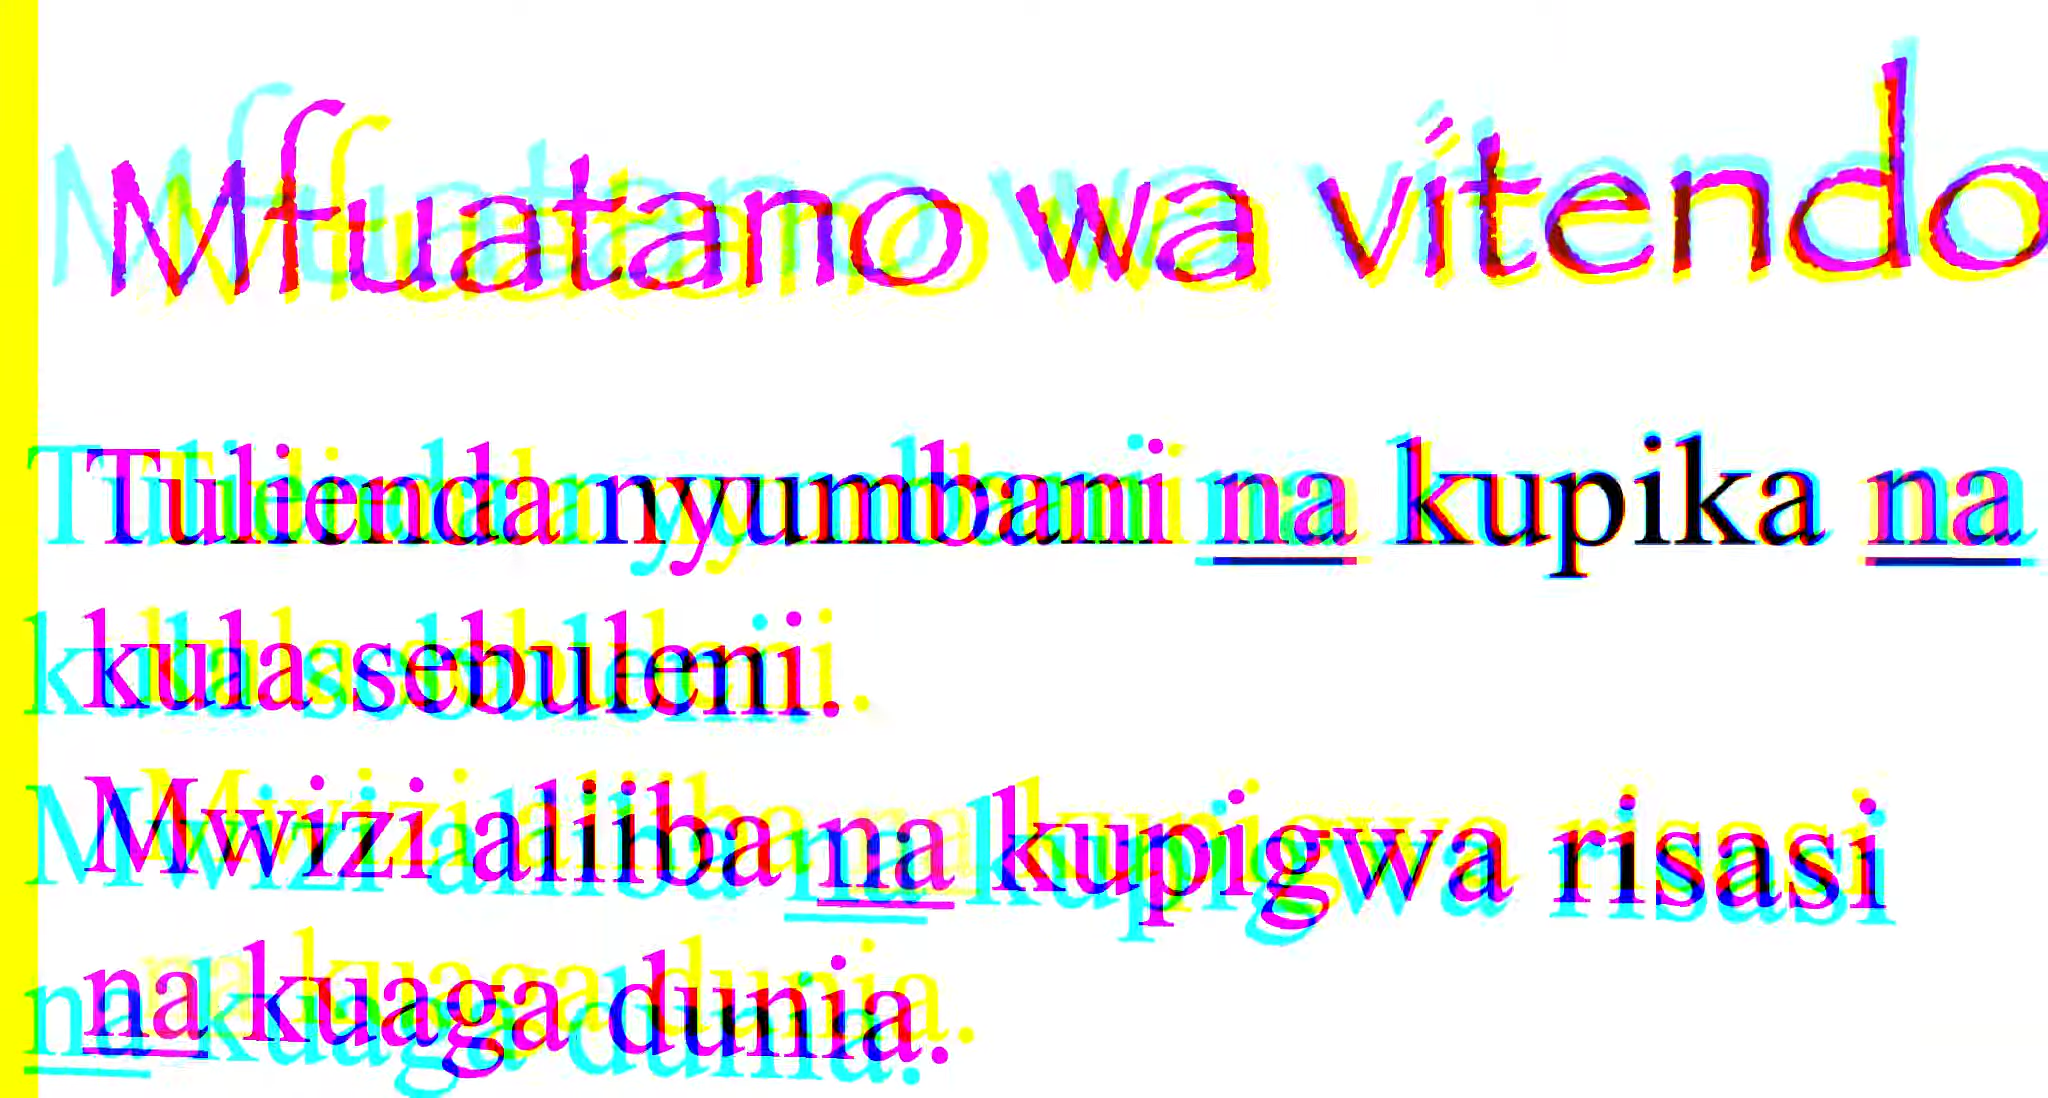 Mfuatano wa vitendo
Tulienda nyumbani na kupika na
kula sebuleni.
Mwizi aliiba na kupigwa risasi
na kuaga dunia.